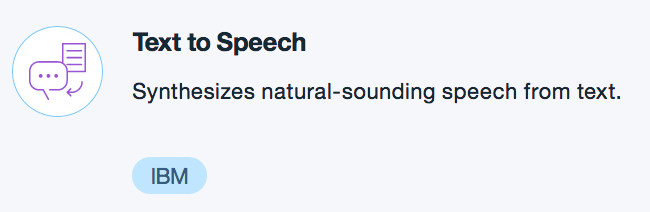 Text to Speech
Synthesizes natural-sounding speech from text.
IBM